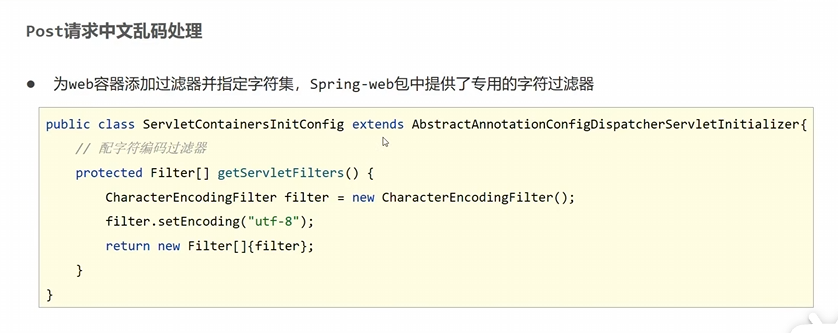 Post请求中文乱码处理
● 为web容器添加过滤器并指定字符集，Spring-web包中提供了专用的字符过滤器
public class ServletContainersInitConfig extends AbstractAnnotationConfigDispatcherServletInitializer{
// 配字符编码过滤器
protected Filter[] getServletFilters() {
CharacterEncodingFilter filter = new CharacterEncodingFilter();
filter.setEncoding("utf-8");
return new Filter[]{filter};
}
}